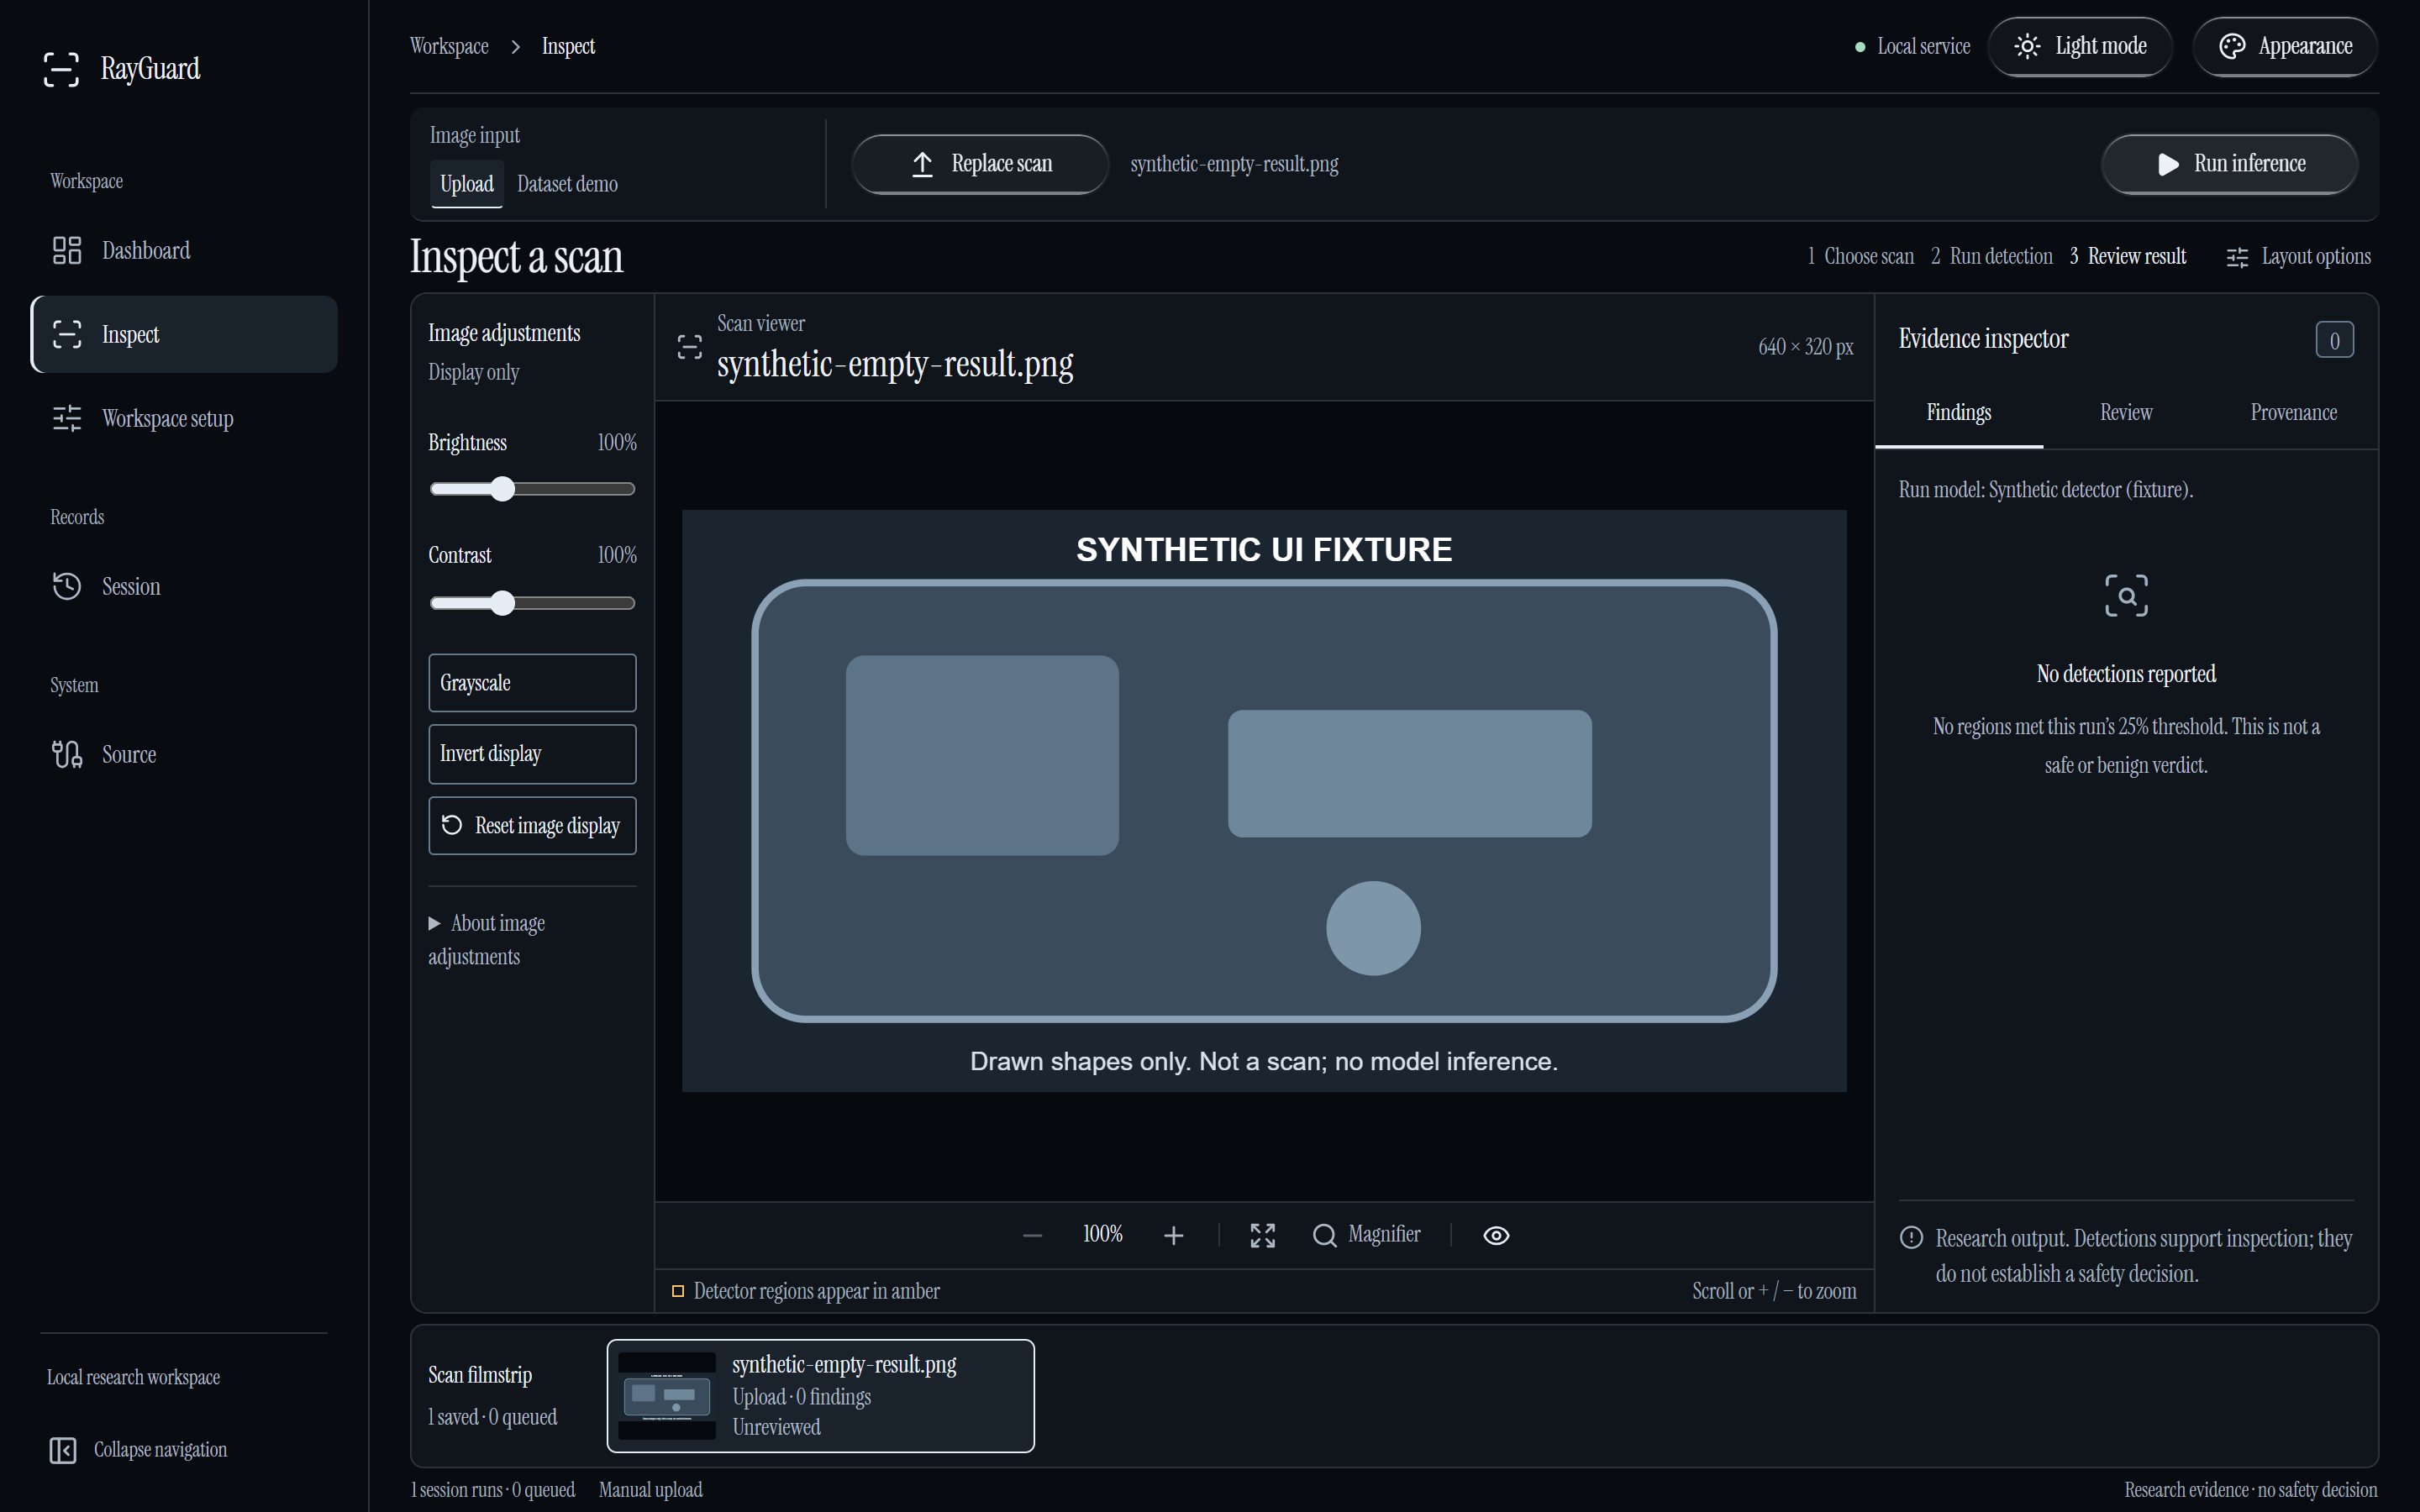 RayGuard
Workspace
Dashboard
Inspect
Workspace setup
Records
Session
System
Source
Local research workspace
Collapse navigation
Workspace > Inspect
Local service
Light mode
Appearance
Image input
Upload Dataset demo
Replace scan
synthetic-empty-result.png
Run inference
Inspect a scan
1 Choose scan 2 Run detection 3 Review result
Layout options
Image adjustments
Display only
Brightness 100%
Contrast 100%
Grayscale
Invert display
Reset image display
About image
adjustments
Scan viewer
synthetic-empty-result.png
640 × 320 px
SYNTHETIC UI FIXTURE
Drawn shapes only. Not a scan; no model inference.
100%
Magnifier
Detector regions appear in amber
Scroll or + / − to zoom
Evidence inspector 0
Findings Review Provenance
Run model: Synthetic detector (fixture).
No detections reported
No regions met this run's 25% threshold. This is not a
safe or benign verdict.
Research output. Detections support inspection; they
do not establish a safety decision.
Scan filmstrip
1 saved · 0 queued
synthetic-empty-result.png
Upload · 0 findings
Unreviewed
1 session runs · 0 queued Manual upload
Research evidence · no safety decision